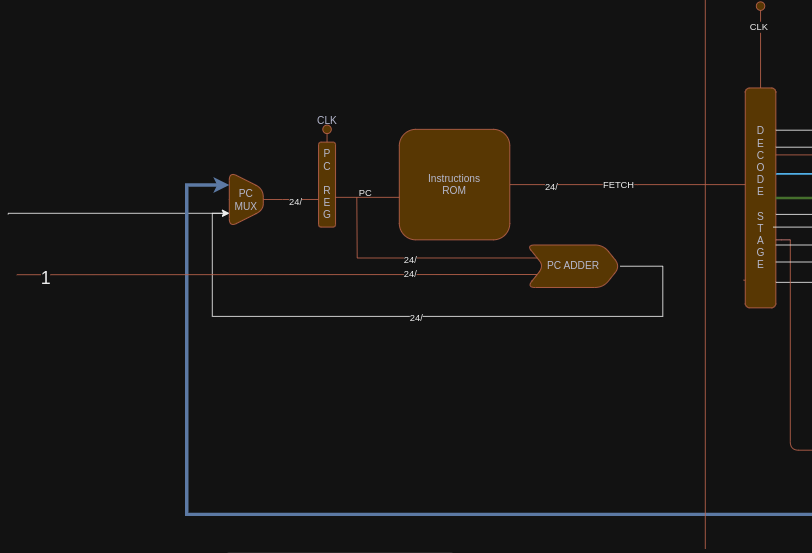 CLK
CLK
P
C
R
E
G
Instructions
ROM
PC
MUX
24/
PC
24/
FETCH
D
E
C
O
D
E
S
T
A
G
E
24/
PC ADDER
1
24/
24/